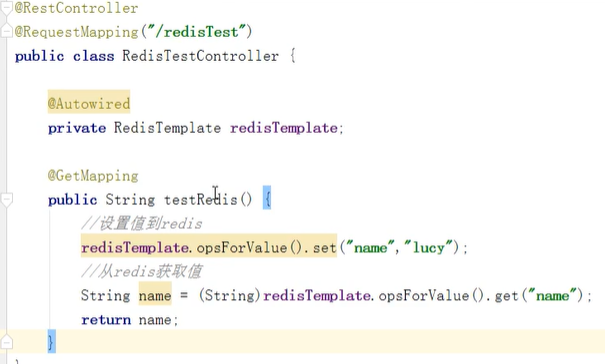 @RestController
@RequestMapping("/redisTest")
public class RedisTestController {
@Autowired
private RedisTemplate redisTemplate;
@GetMapping
public String testRedis() {
//设置值到redis
redisTemplate.opsForValue().set("name","lucy");
//从redis获取值
String name = (String)redisTemplate.opsForValue().get("name");
return name;
}